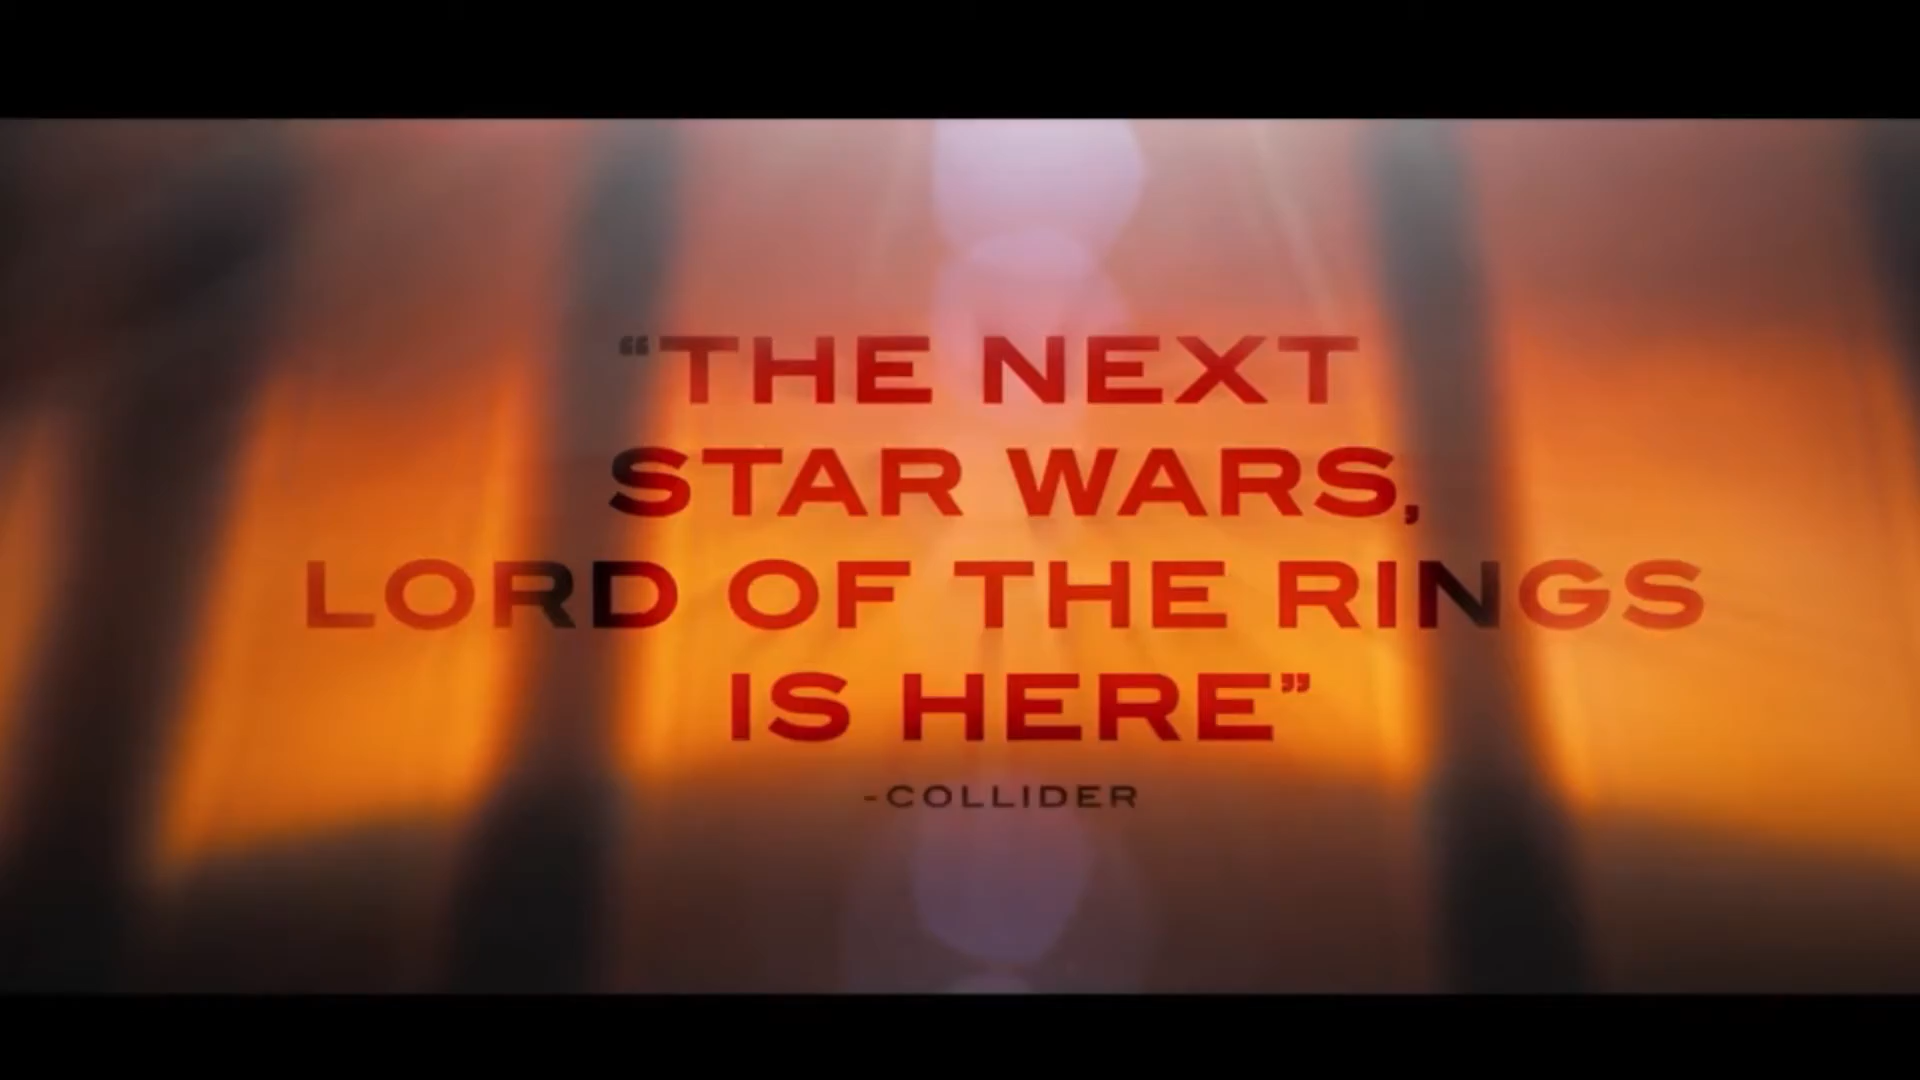 “THE NEXT
STAR WARS,
LORD OF THE RINGS
IS HERE”
-COLLIDER